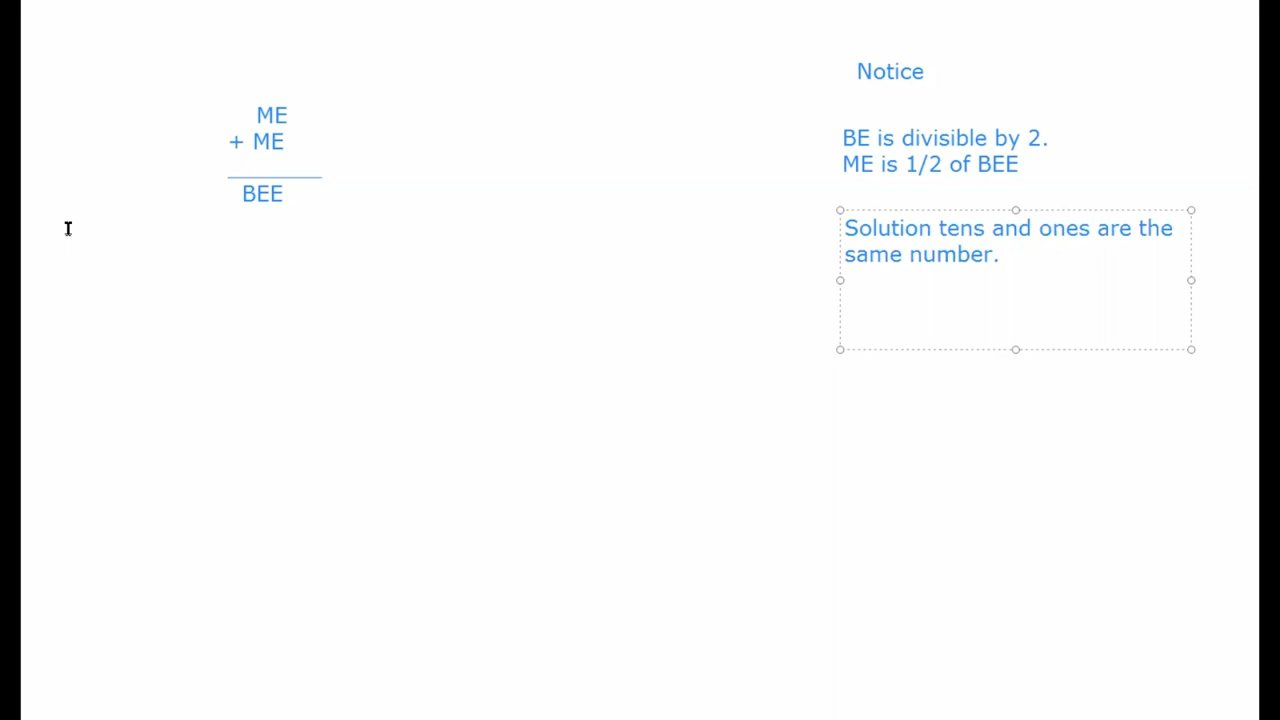 ME
+ ME
BEE
Notice
BE is divisible by 2.
ME is 1/2 of BEE
Solution tens and ones are the
same number.